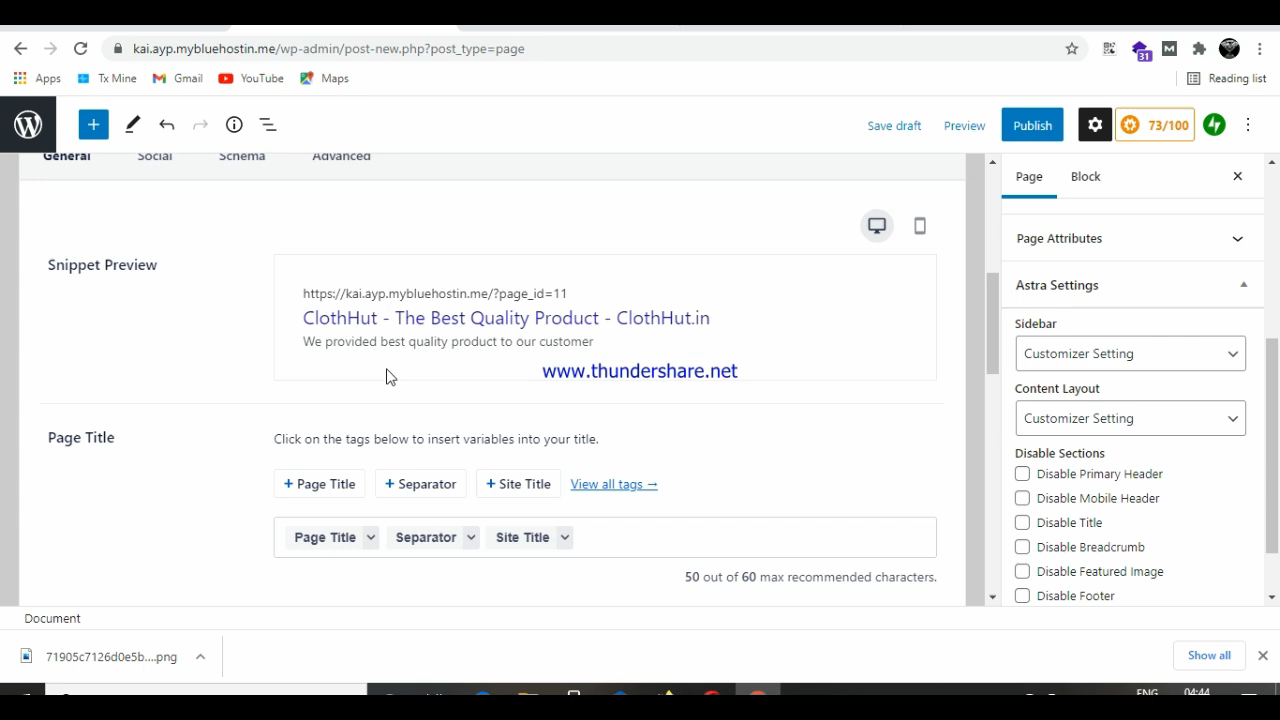 kai.ayp.mybluehostin.me/wp-admin/post-new.php?post_type=page
31
M
Apps
Tx Mine
Gmail
YouTube
Maps
Reading list
Save draft
Preview
Publish
73/100
General
Social
Schema
Advanced
Page
Block
Snippet Preview
https://kai.ayp.mybluehostin.me/?page_id=11
ClothHut - The Best Quality Product - ClothHut.in
We provided best quality product to our customer
www.thundershare.net
Page Attributes
Astra Settings
Sidebar
Customizer Setting
Content Layout
Customizer Setting
Disable Sections
Disable Primary Header
Disable Mobile Header
Disable Title
Disable Breadcrumb
Disable Featured Image
Disable Footer
Page Title
Click on the tags below to insert variables into your title.
+ Page Title
+ Separator
+ Site Title
View all tags →
Page Title
Separator
Site Title
50 out of 60 max recommended characters.
Document
71905c7126d0e5b....png
Show all
ENG
04:44